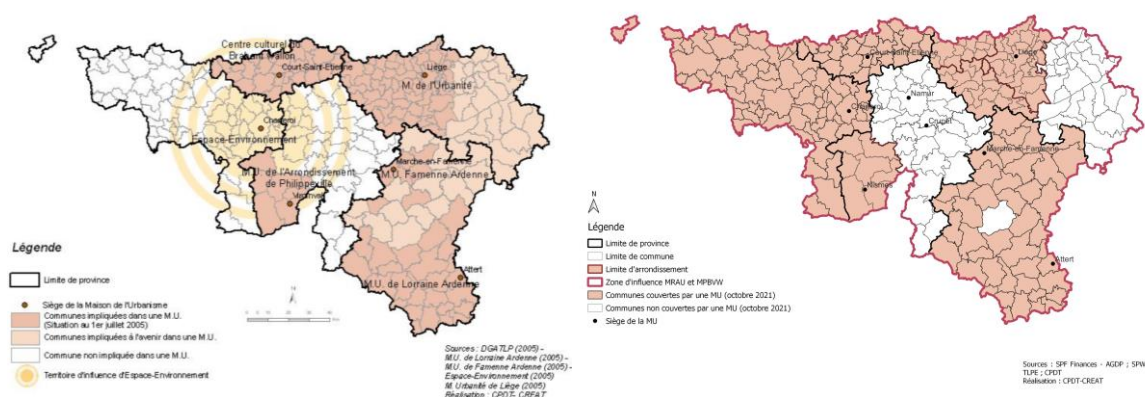 Centre culturel du
Brabant Wallon
Court-Saint-Etienne
Liège
M. de l'Urbanité
Charleroi
Espace-Environnement
Marche-en-Famenne
M.U. Famenne Ardenne
M.U. de l'Arrondissement
de Philippeville
Attert
M.U. de Lorraine Ardenne
Légende
Limite de province
Siège de la Maison de l'Urbanisme
Communes impliquées dans une M.U.
(Situation au 1er juillet 2005)
Communes impliquées à l'avenir dans une M.U.
Commune non impliquée dans une M.U.
Territoire d'influence d'Espace-Environnement
Sources : DGATLP (2005) -
M.U. de Lorraine Ardenne (2005) -
M.U. de Famenne Ardenne (2005) -
Espace-Environnement (2005)
M. Urbanité de Liège (2005)
Réalisation : CPDT- CREAT
Court-Saint-Etienne
Liège
Namur
Charleroi
Crupet
Marche-en-Famenne
Nismes
Attert
N
Légende
Limite de province
Limite de commune
Limite d'arrondissement
Zone d'influence MRAU et MPBVW
Communes couvertes par une MU (octobre 2021)
Communes non couvertes par une MU (octobre 2021)
Siège de la MU
Sources : SPF Finances - AGDP ; SPW
TLPE ; CPDT
Réalisation : CPDT-CREAT